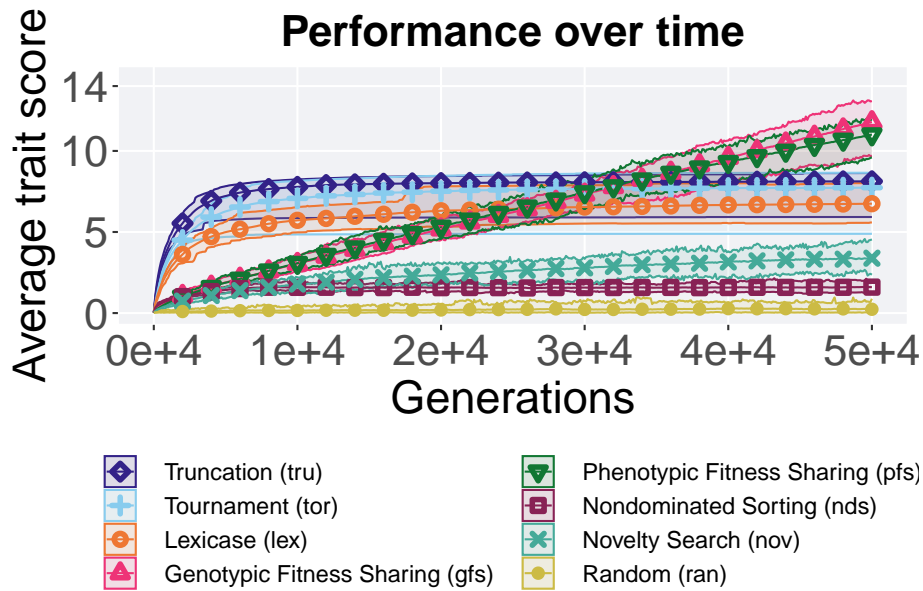 Performance over time
Average trait score
14
10
5
0
0e+4 1e+4 2e+4 3e+4 4e+4 5e+4
Generations
Truncation (tru)
Tournament (tor)
Lexicase (lex)
Genotypic Fitness Sharing (gfs)
Phenotypic Fitness Sharing (pfs)
Nondominated Sorting (nds)
Novelty Search (nov)
Random (ran)